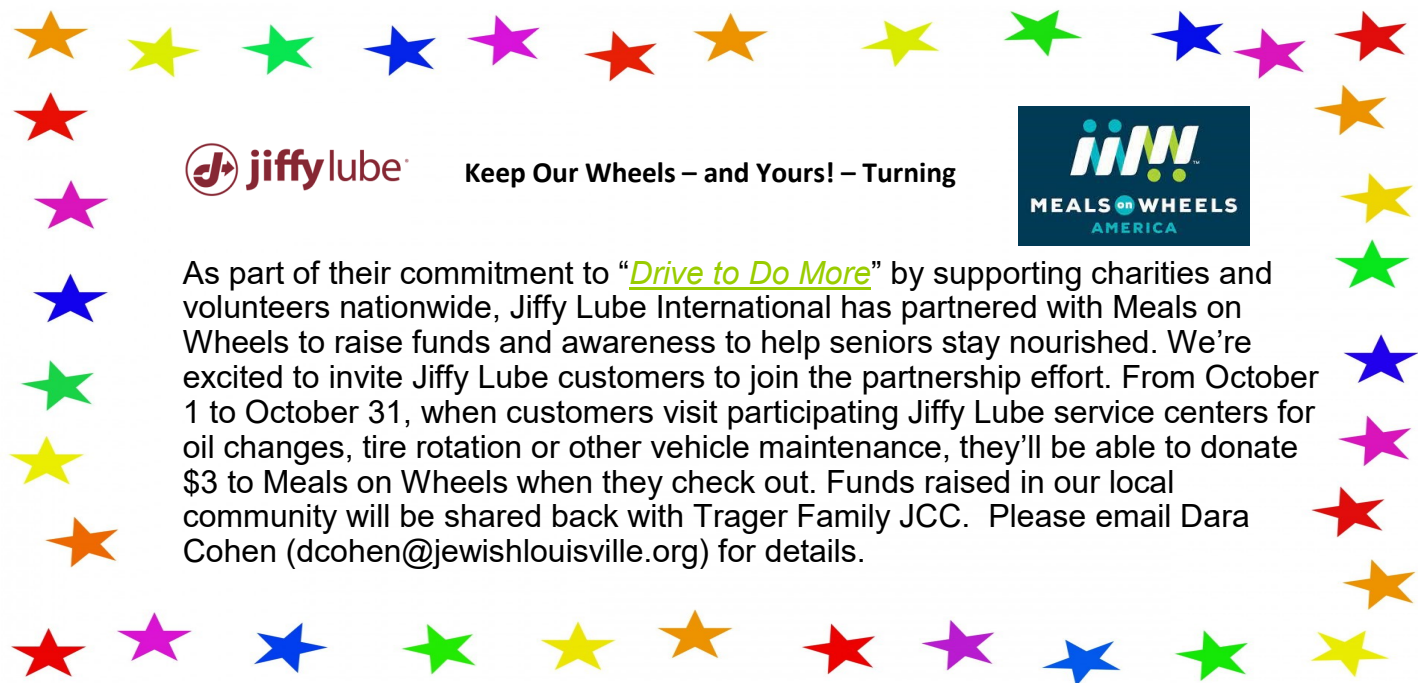 jiffy lube
Keep Our Wheels – and Yours! – Turning
MEALS on WHEELS
AMERICA
As part of their commitment to “Drive to Do More” by supporting charities and
volunteers nationwide, Jiffy Lube International has partnered with Meals on
Wheels to raise funds and awareness to help seniors stay nourished. We’re
excited to invite Jiffy Lube customers to join the partnership effort. From October
1 to October 31, when customers visit participating Jiffy Lube service centers for
oil changes, tire rotation or other vehicle maintenance, they’ll be able to donate
$3 to Meals on Wheels when they check out. Funds raised in our local
community will be shared back with Trager Family JCC.  Please email Dara
Cohen (dcohen@jewishlouisville.org) for details.